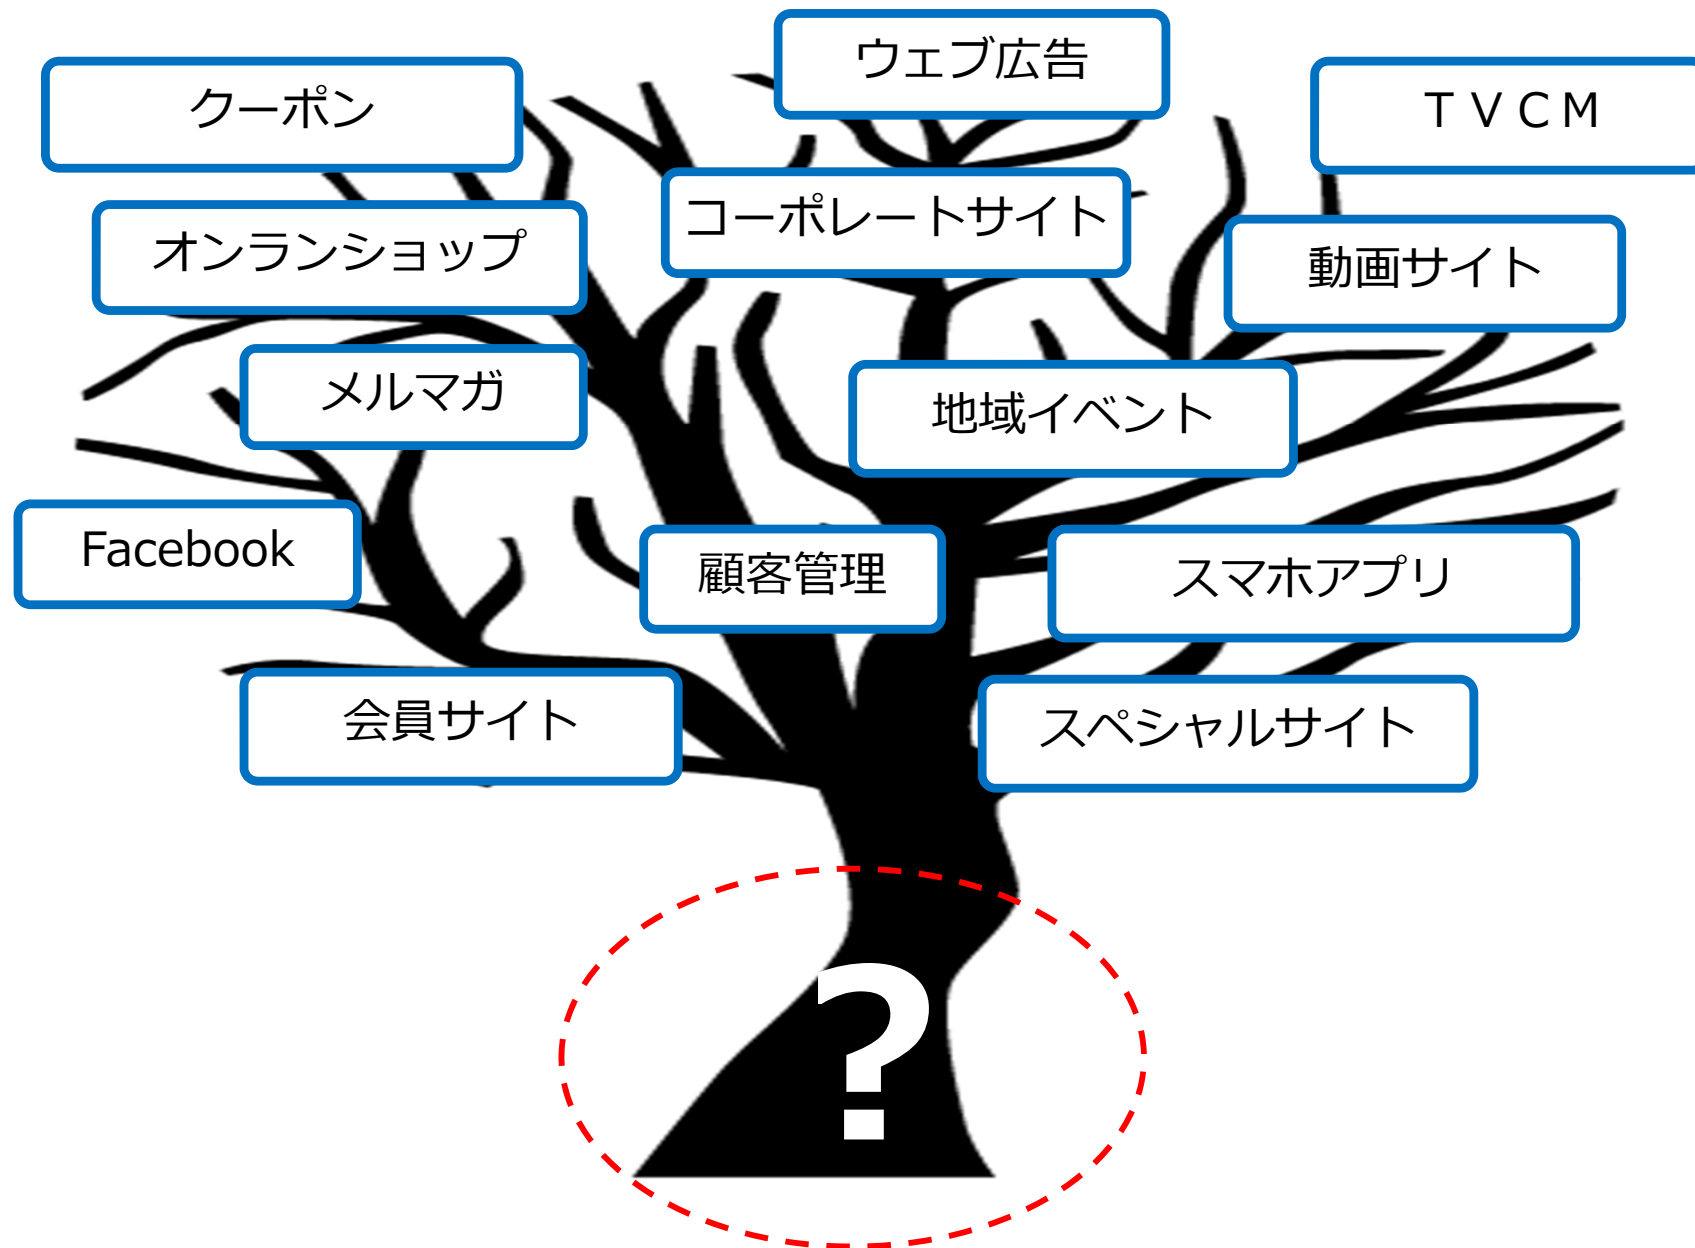 ウェブ広告
クーポン
ＴＶＣＭ
コーポレートサイト
オンランショップ
動画サイト
メルマガ
地域イベント
Facebook
顧客管理
スマホアプリ
会員サイト
スペシャルサイト
?